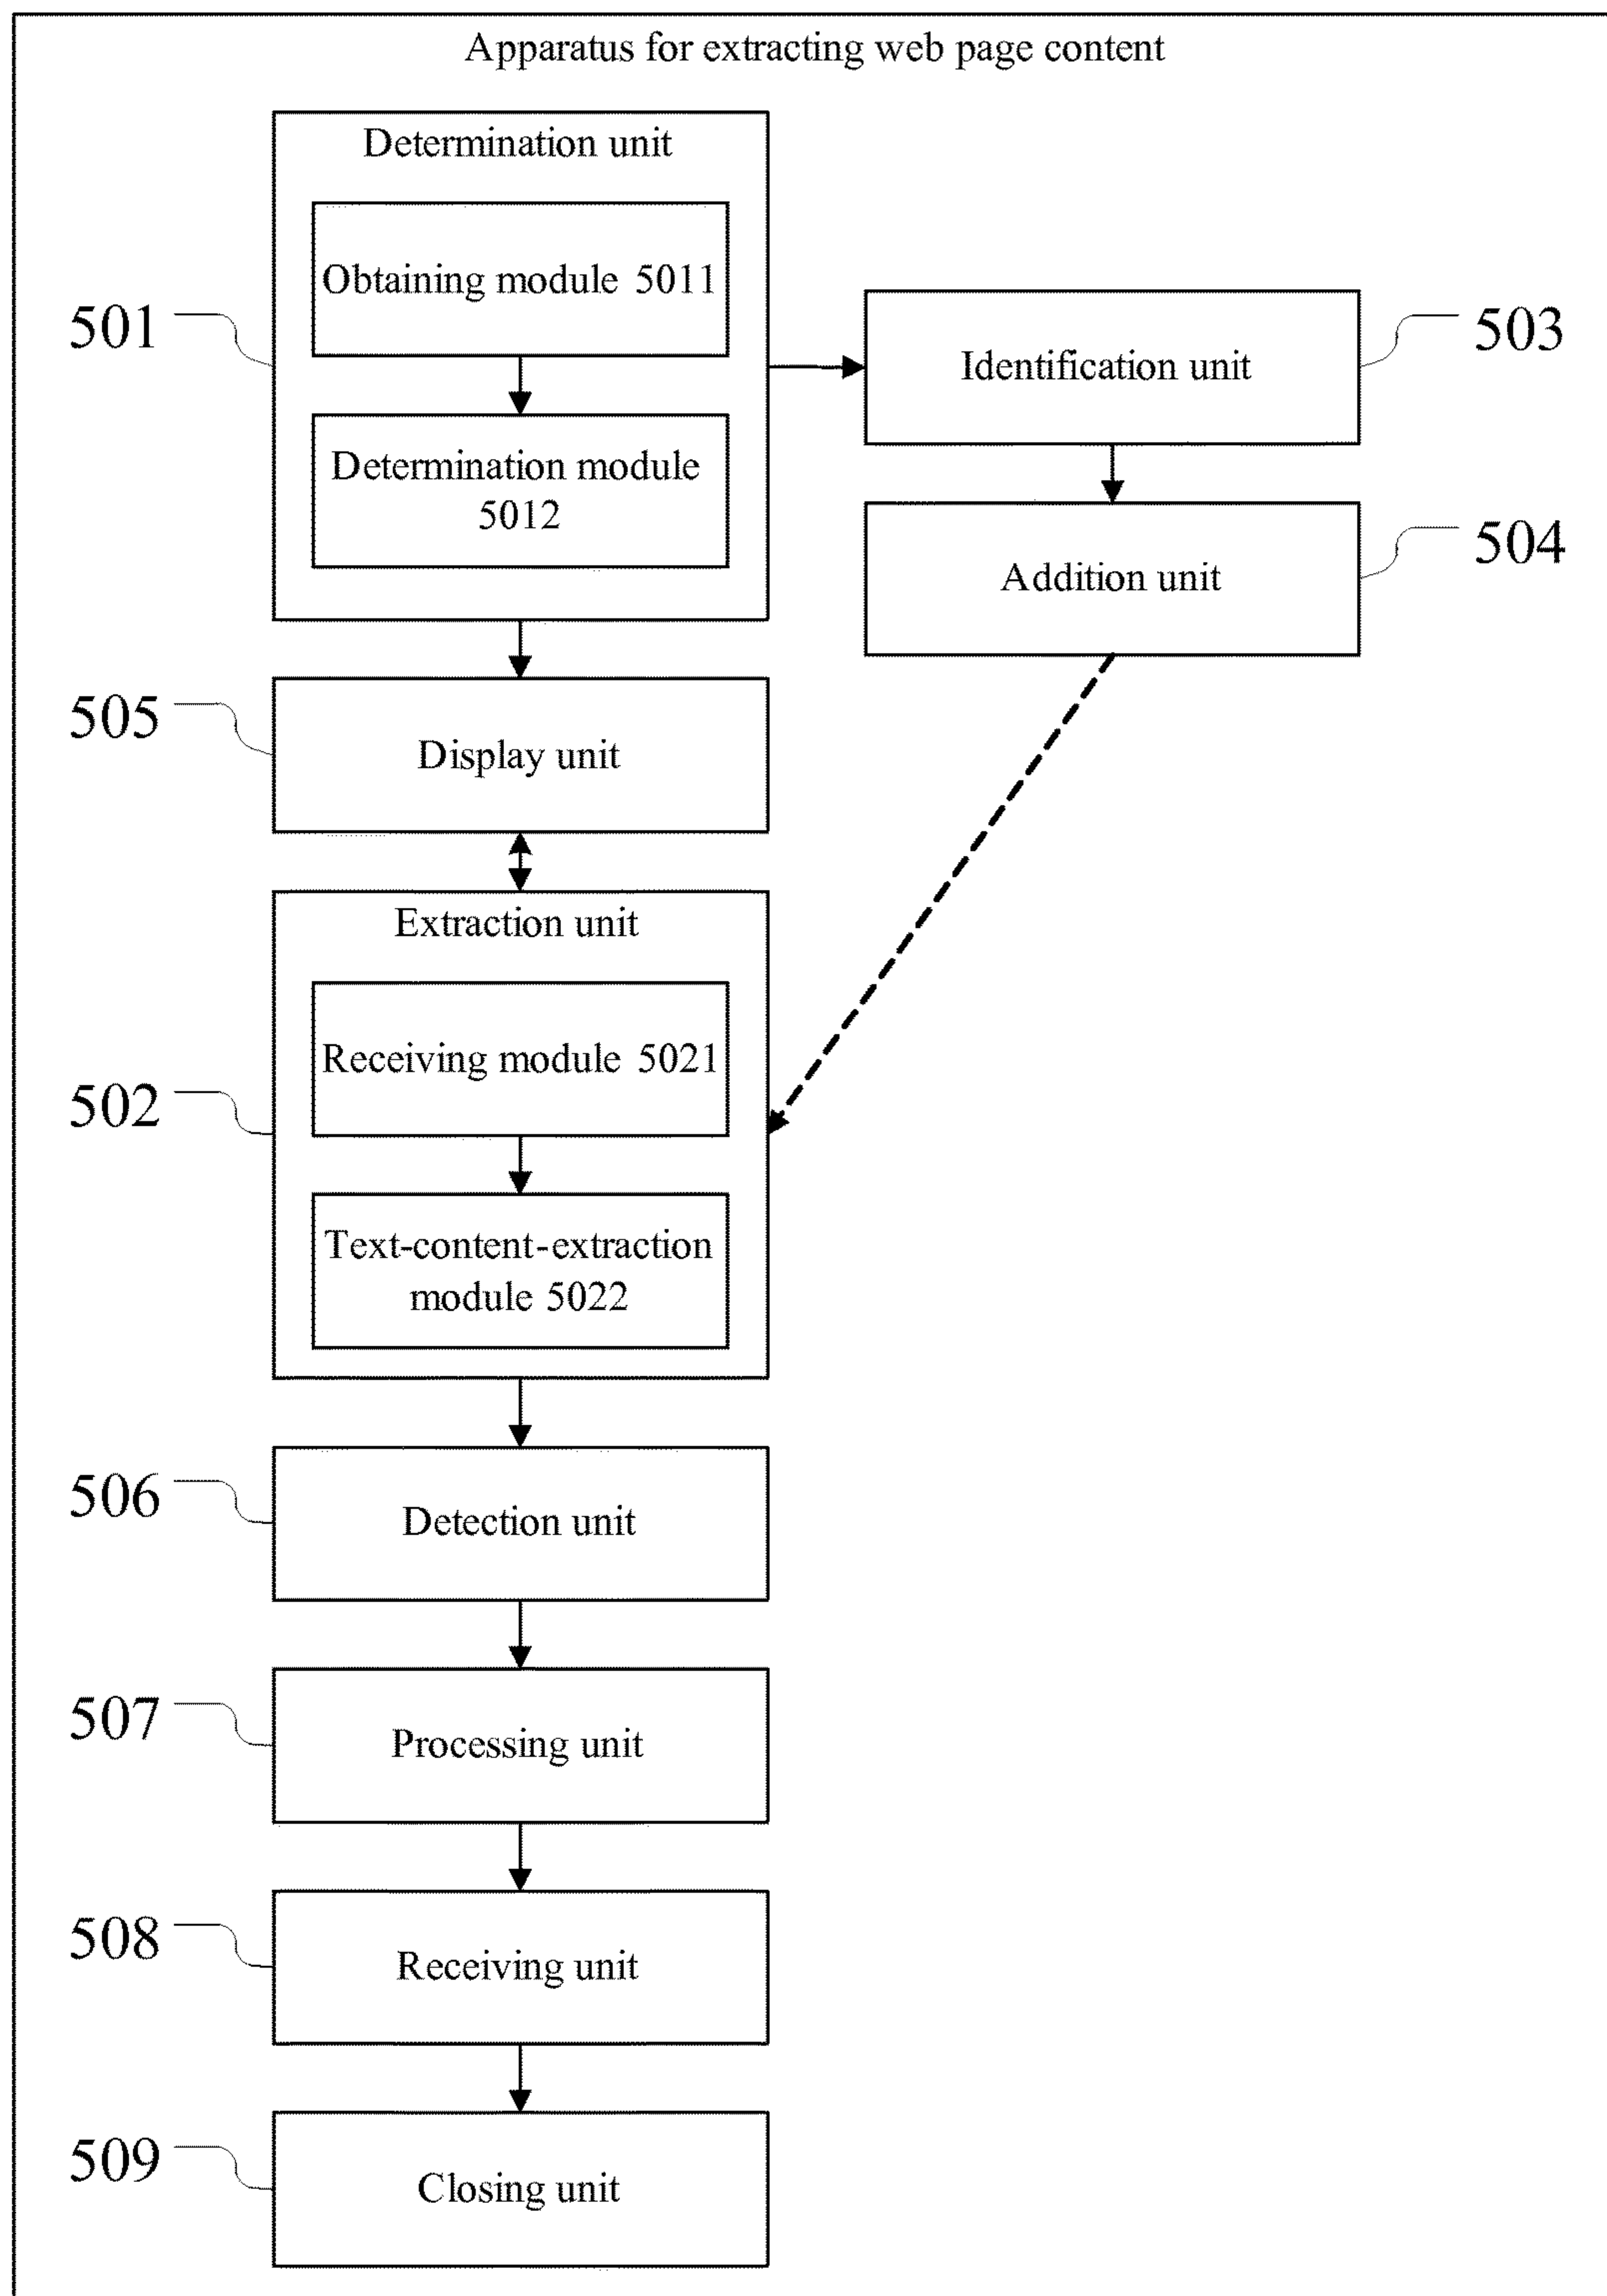 Apparatus for extracting web page content
Determination unit
Obtaining module 5011
501
503
Identification unit
Determination module
5012
504
Addition unit
505
Display unit
Extraction unit
Receiving module 5021
502
Text-content-extraction
module 5022
506
Detection unit
507
Processing unit
508
Receiving unit
509
Closing unit